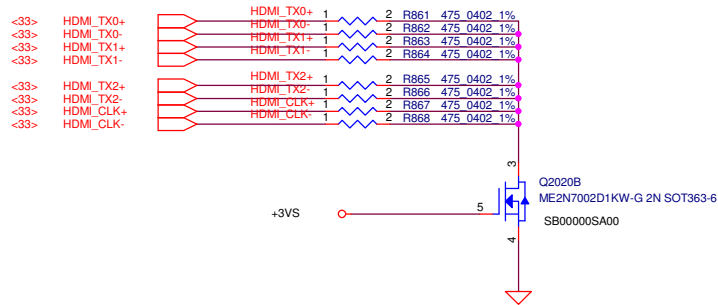 <33> HDMI_TX0+ HDMI_TX0+ 1 2 R861 475_0402_1%
<33> HDMI_TX0- HDMI_TX0- 1 2 R862 475_0402_1%
<33> HDMI_TX1+ HDMI_TX1+ 1 2 R863 475_0402_1%
<33> HDMI_TX1- HDMI_TX1- 1 2 R864 475_0402_1%
<33> HDMI_TX2+ HDMI_TX2+ 1 2 R865 475_0402_1%
<33> HDMI_TX2- HDMI_TX2- 1 2 R866 475_0402_1%
<33> HDMI_CLK+ HDMI_CLK+ 1 2 R867 475_0402_1%
<33> HDMI_CLK- HDMI_CLK- 1 2 R868 475_0402_1%
3
Q2020B
ME2N7002D1KW-G 2N SOT363-6
+3VS 5
SB00000SA00
4